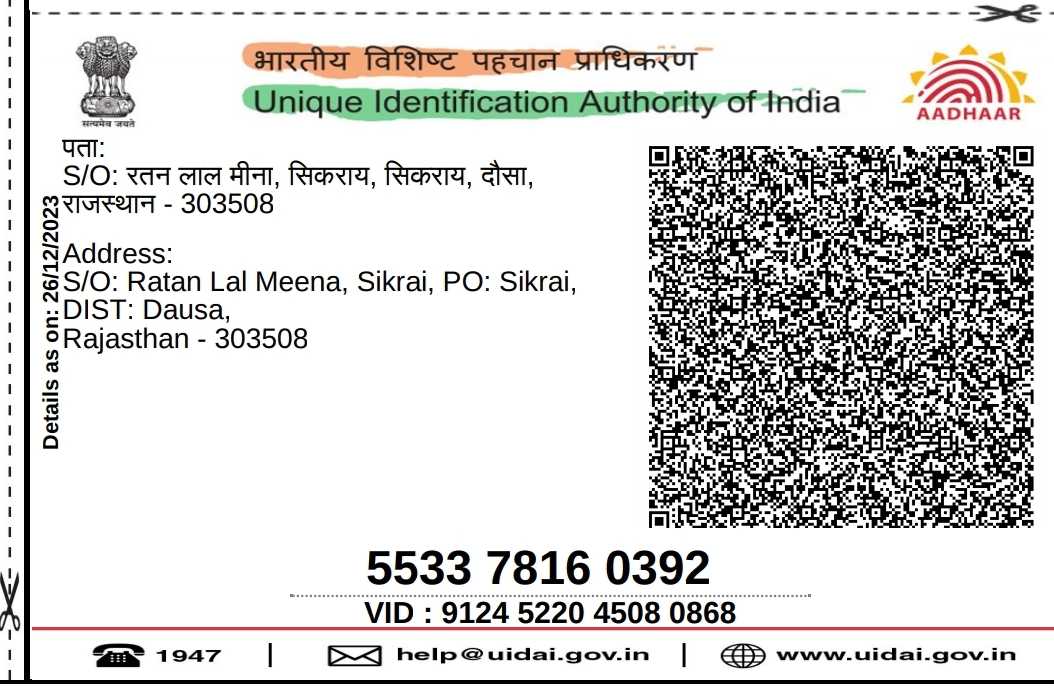 भारतीय विशिष्ट पहचान प्राधिकरण
Unique Identification Authority of India
सत्यमेव जयते
AADHAAR
पता:
S/O: रतन लाल मीना, सिकराय, सिकराय, दौसा,
राजस्थान - 303508
Address:
S/O: Ratan Lal Meena, Sikrai, PO: Sikrai,
DIST: Dausa,
Rajasthan - 303508
Details as on: 26/12/2023
5533 7816 0392
VID : 9124 5220 4508 0868
1947 | help@uidai.gov.in | www.uidai.gov.in